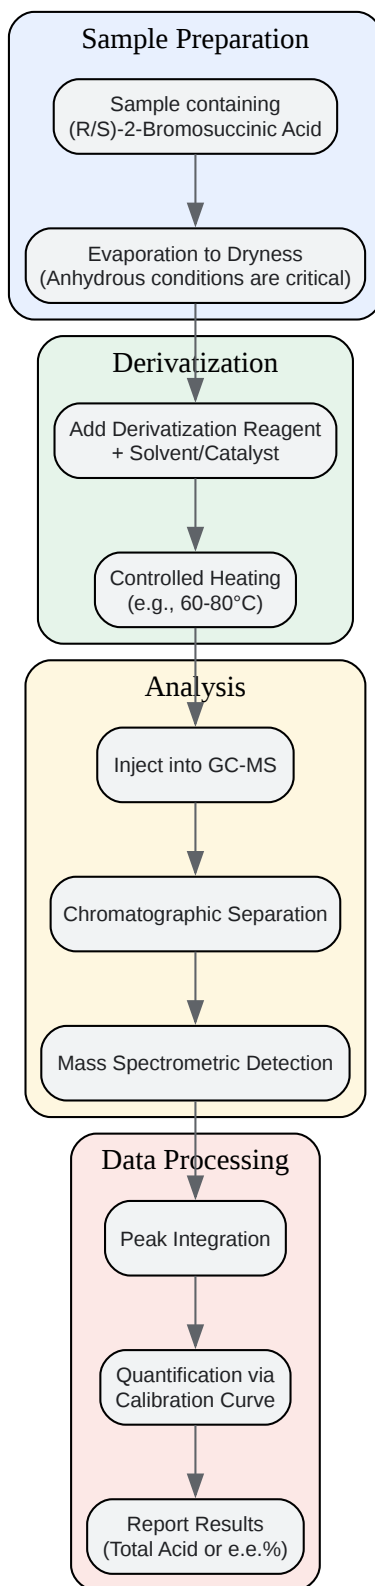 Sample Preparation
Sample containing
(R/S)-2-Bromosuccinic Acid
Evaporation to Dryness
(Anhydrous conditions are critical)
Derivatization
Add Derivatization Reagent
+ Solvent/Catalyst
Controlled Heating
(e.g., 60-80°C)
Analysis
Inject into GC-MS
Chromatographic Separation
Mass Spectrometric Detection
Data Processing
Peak Integration
Quantification via
Calibration Curve
Report Results
(Total Acid or e.e.%)